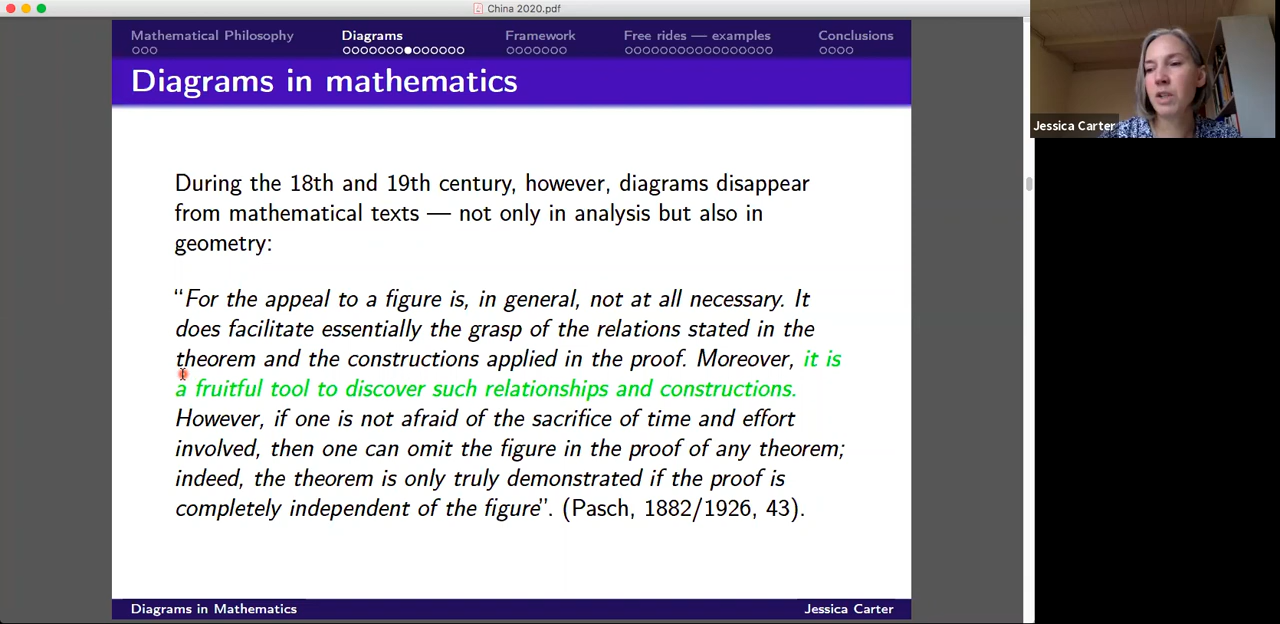 China 2020.pdf
Mathematical Philosophy Diagrams Framework Free rides — examples Conclusions
Diagrams in mathematics
Jessica Carter
During the 18th and 19th century, however, diagrams disappear
from mathematical texts — not only in analysis but also in
geometry:
“For the appeal to a figure is, in general, not at all necessary. It
does facilitate essentially the grasp of the relations stated in the
theorem and the constructions applied in the proof. Moreover, it is
a fruitful tool to discover such relationships and constructions.
However, if one is not afraid of the sacrifice of time and effort
involved, then one can omit the figure in the proof of any theorem;
indeed, the theorem is only truly demonstrated if the proof is
completely independent of the figure”. (Pasch, 1882/1926, 43).
Diagrams in Mathematics Jessica Carter